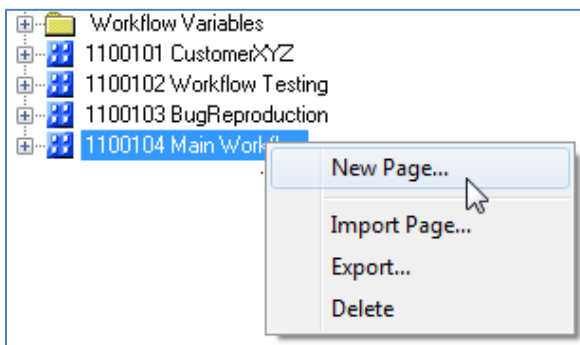 Workflow Variables
1100101 CustomerXYZ
1100102 Workflow Testing
1100103 BugReproduction
1100104 Main
New Page...
Import Page...
Export...
Delete